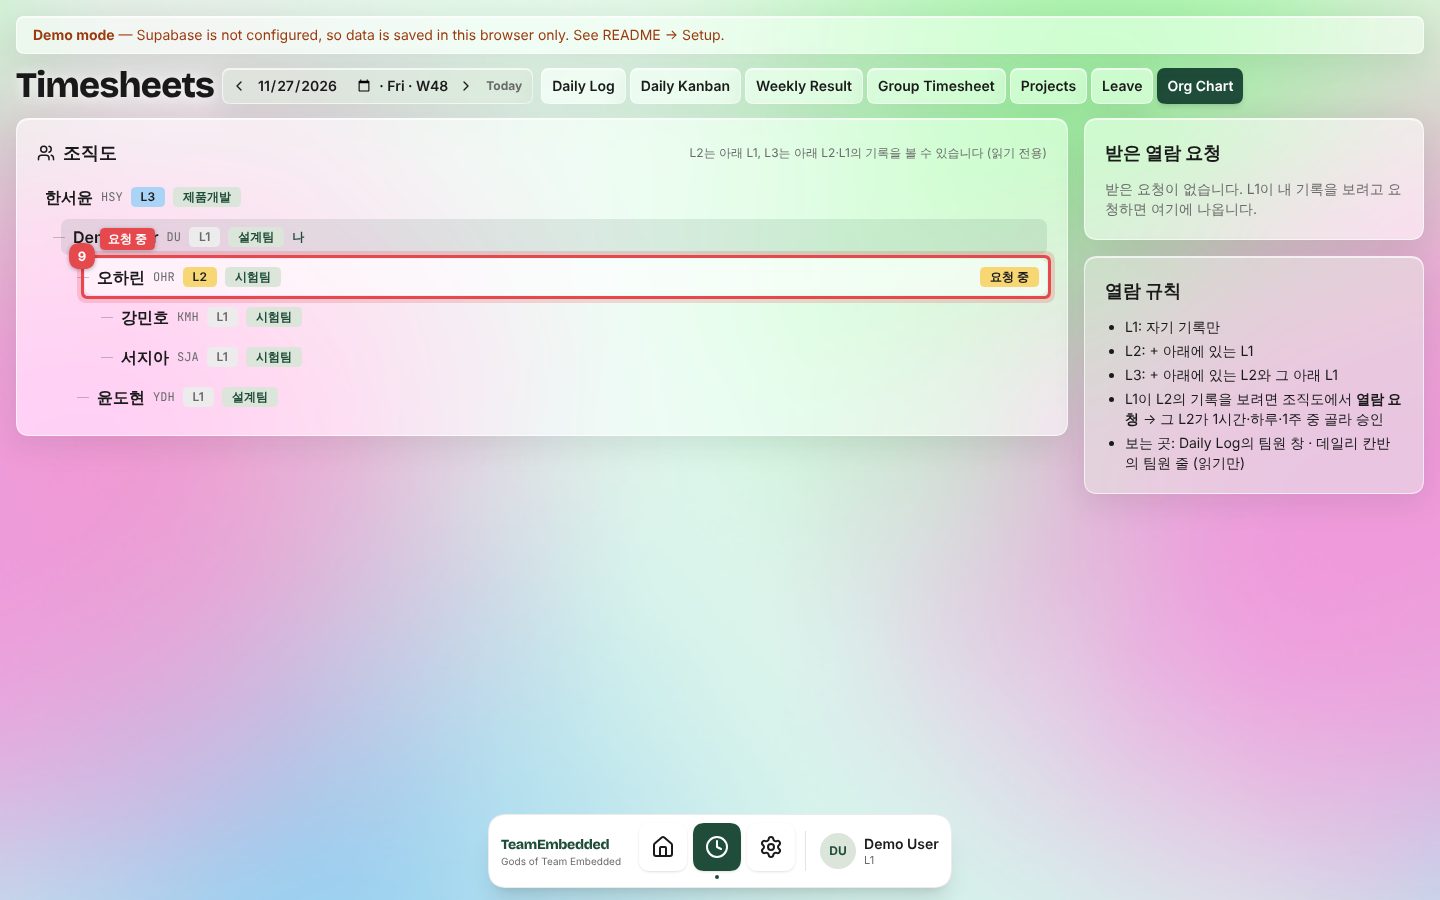 Demo mode — Supabase is not configured, so data is saved in this browser only. See README → Setup.
Timesheets
11/27/2026 · Fri · W48 Today
Daily Log
Daily Kanban
Weekly Result
Group Timesheet
Projects
Leave
Org Chart
조직도
L2는 아래 L1, L3는 아래 L2·L1의 기록을 볼 수 있습니다 (읽기 전용)
한서윤 HSY L3 제품개발
요청 중
DU L1 설계팀 나
9
오하린 OHR L2 시험팀 요청 중
강민호 KMH L1 시험팀
서지아 SJA L1 시험팀
윤도현 YDH L1 설계팀
받은 열람 요청
받은 요청이 없습니다. L1이 내 기록을 보려고 요
청하면 여기에 나옵니다.
열람 규칙
L1: 자기 기록만
L2: + 아래에 있는 L1
L3: + 아래에 있는 L2와 그 아래 L1
L1이 L2의 기록을 보려면 조직도에서 열람 요
청 → 그 L2가 1시간·하루·1주 중 골라 승인
보는 곳: Daily Log의 팀원 창 · 데일리 칸반
의 팀원 줄 (읽기만)
TeamEmbedded
Gods of Team Embedded
DU
Demo User
L1